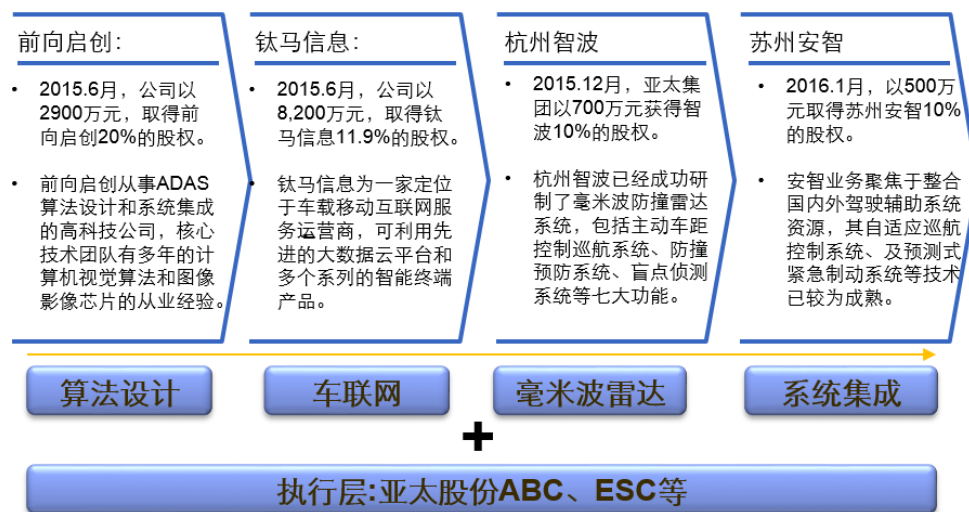 前向启创：
• 2015.6月，公司以
2900万元，取得前
向启创20%的股权。
• 前向启创从事ADAS
算法设计和系统集成
的高科技公司，核心
技术团队有多年的计
算机视觉算法和图像
影像芯片的从业经验。
钛马信息：
• 2015.6月，公司以
8,200万元，取得钛
马信息11.9%的股权。
• 钛马信息为一家定位
于车载移动互联网服
务运营商，可利用先
进的大数据云平台和
多个系列的智能终端
产品。
杭州智波
• 2015.12月，亚太集
团以700万元获得智
波10%的股权。
• 杭州智波已经成功研
制了毫米波防撞雷达
系统，包括主动车距
控制巡航系统、防撞
预防系统、盲点侦测
系统等七大功能。
苏州安智
• 2016.1月，以500万
元取得苏州安智10%
的股权。
• 安智业务聚焦于整合
国内外驾驶辅助系统
资源，其自适应巡航
控制系统、及预测式
紧急制动系统等技术
已较为成熟。
算法设计
车联网
毫米波雷达
系统集成
+
执行层:亚太股份ABC、ESC等